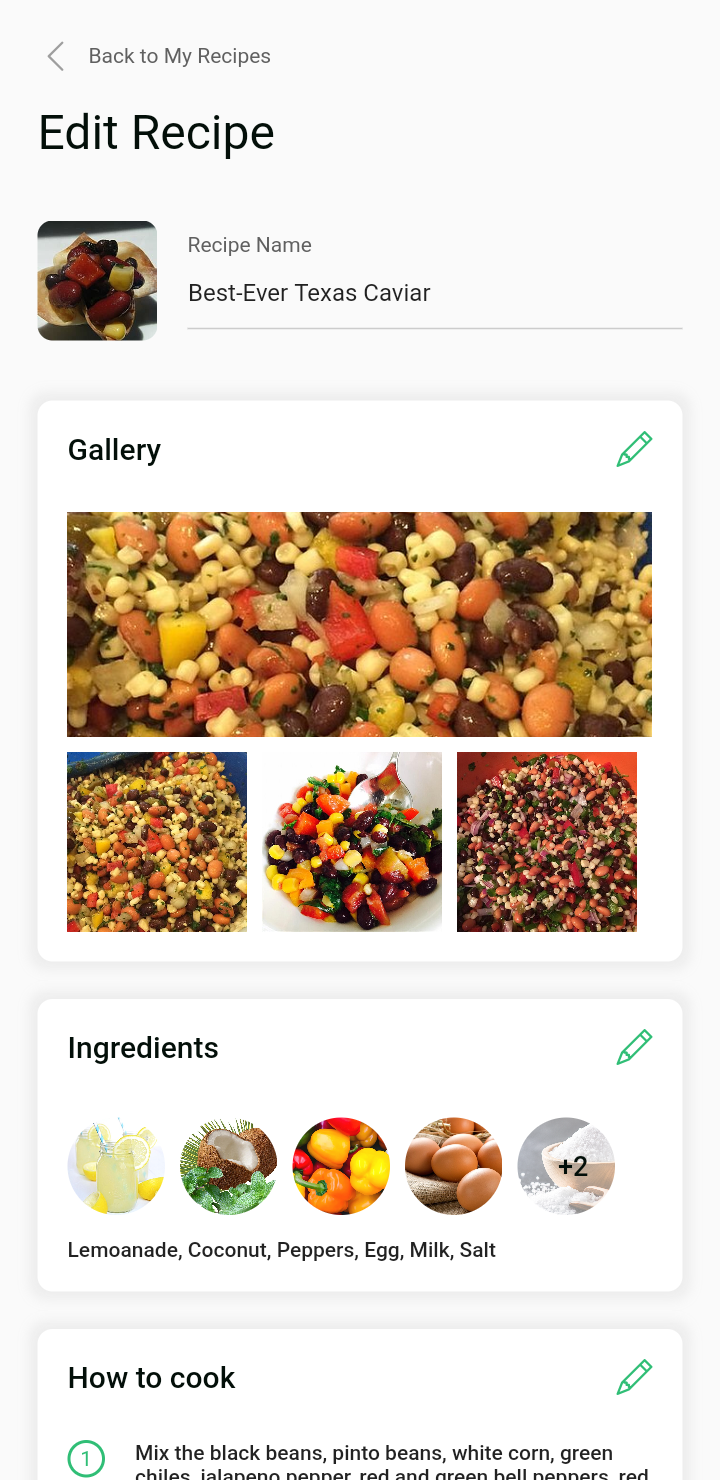 Back to My Recipes
Edit Recipe
Recipe Name
Best-Ever Texas Caviar
Gallery
Ingredients
+2
Lemoanade, Coconut, Peppers, Egg, Milk, Salt
How to cook
1
Mix the black beans, pinto beans, white corn, green
chiles, jalapeno pepper, red and green bell peppers, red